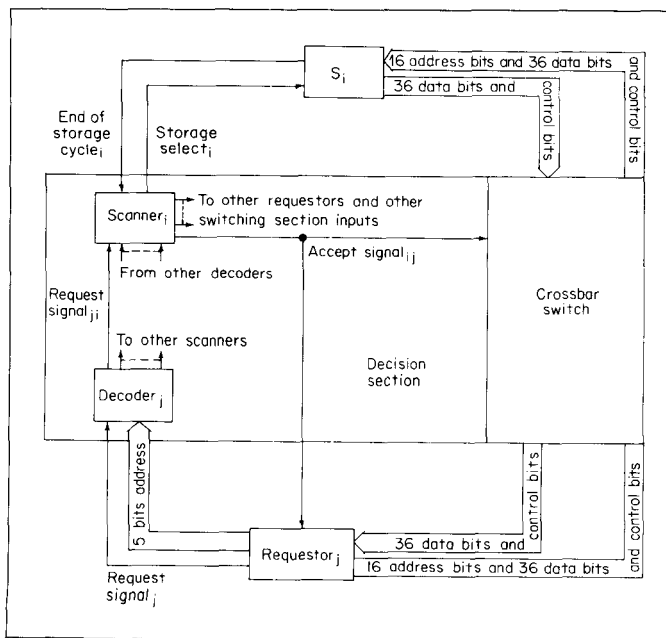 16 address bits and 36 data bits
and control bits
S_i
36 data bits and
control bits
End of
storage
cycle_i
Storage
select_i
Scanner_i
To other requestors and other
switching section inputs
Accept signal_ij
From other decoders
Request
signal_ji
Crossbar
switch
To other scanners
Decision
section
Decoder_j
5 bits address
control bits
and control bits
36 data bits and
Requestor_j
16 address bits and 36 data bits
Request
signal_j